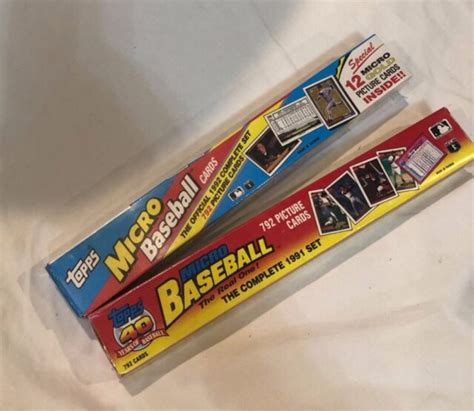 Topps
MICRO
Baseball
CARDS
THE OFFICIAL 1992 COMPLETE SET
792 PICTURE CARDS
Special
12 MICRO
GOLD
PICTURE CARDS
INSIDE!!
Topps
40
YEARS OF BASEBALL
792 CARDS
MICRO
BASEBALL
The Real One!
THE COMPLETE 1991 SET
792 PICTURE
CARDS